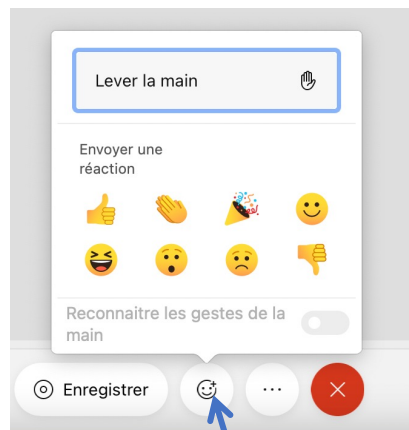 Lever la main
Envoyer une
réaction
Reconnaitre les gestes de la
main
Enregistrer